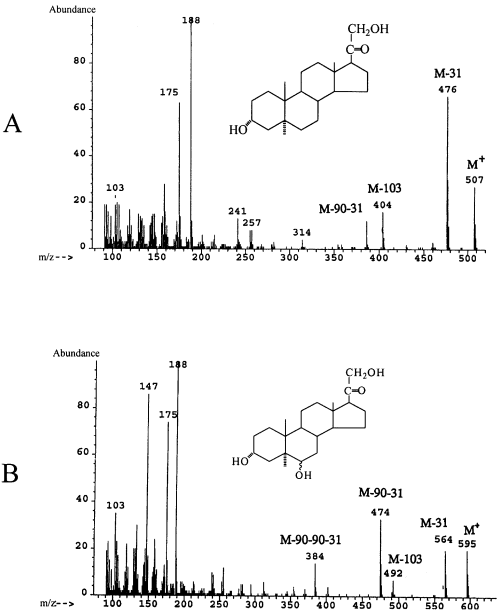 A
Abundance
80
60
40
20
0
m/z-->
100 150 200 250 300 350 400 450 500
103
175
188
241
257
314
M-90-31
M-103
404
M-31
476
M+
507
CH2OH
C=O
HO
B
Abundance
80
60
40
20
0
m/z-->
100 150 200 250 300 350 400 450 500 550 600
103
147
175
188
M-90-90-31
384
M-90-31
474
M-103
492
M-31
564
M+
595
CH2OH
C=O
HO
OH